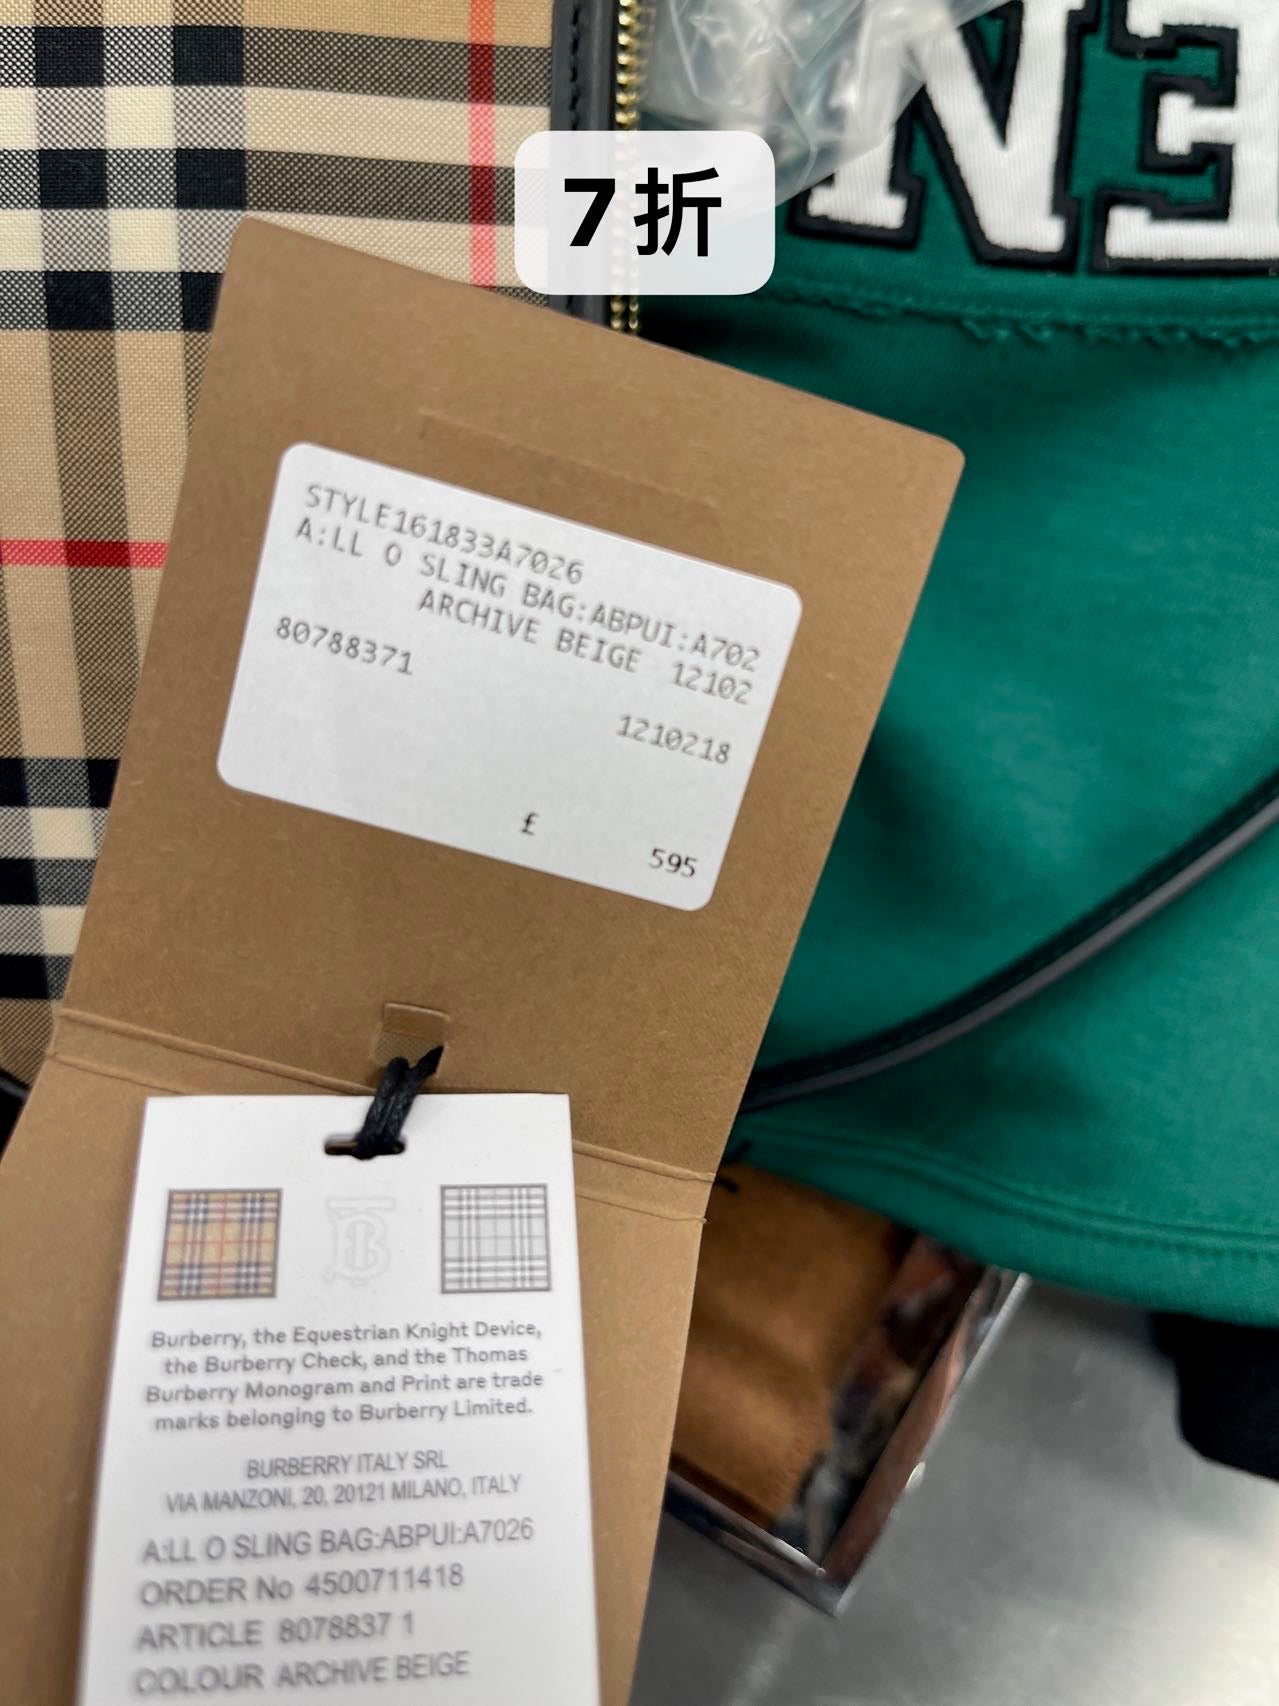 NE
7折
STYLE161833A7026
A:LL O SLING BAG:ABPUI:A702
ARCHIVE BEIGE 12102
80788371
1210218
£ 595
Burberry, the Equestrian Knight Device,
the Burberry Check, and the Thomas
Burberry Monogram and Print are trade
marks belonging to Burberry Limited.
BURBERRY ITALY SRL
VIA MANZONI, 20, 20121 MILANO, ITALY
A:LL O SLING BAG:ABPUI:A7026
ORDER No 4500711418
ARTICLE 8078837 1
COLOUR ARCHIVE BEIGE